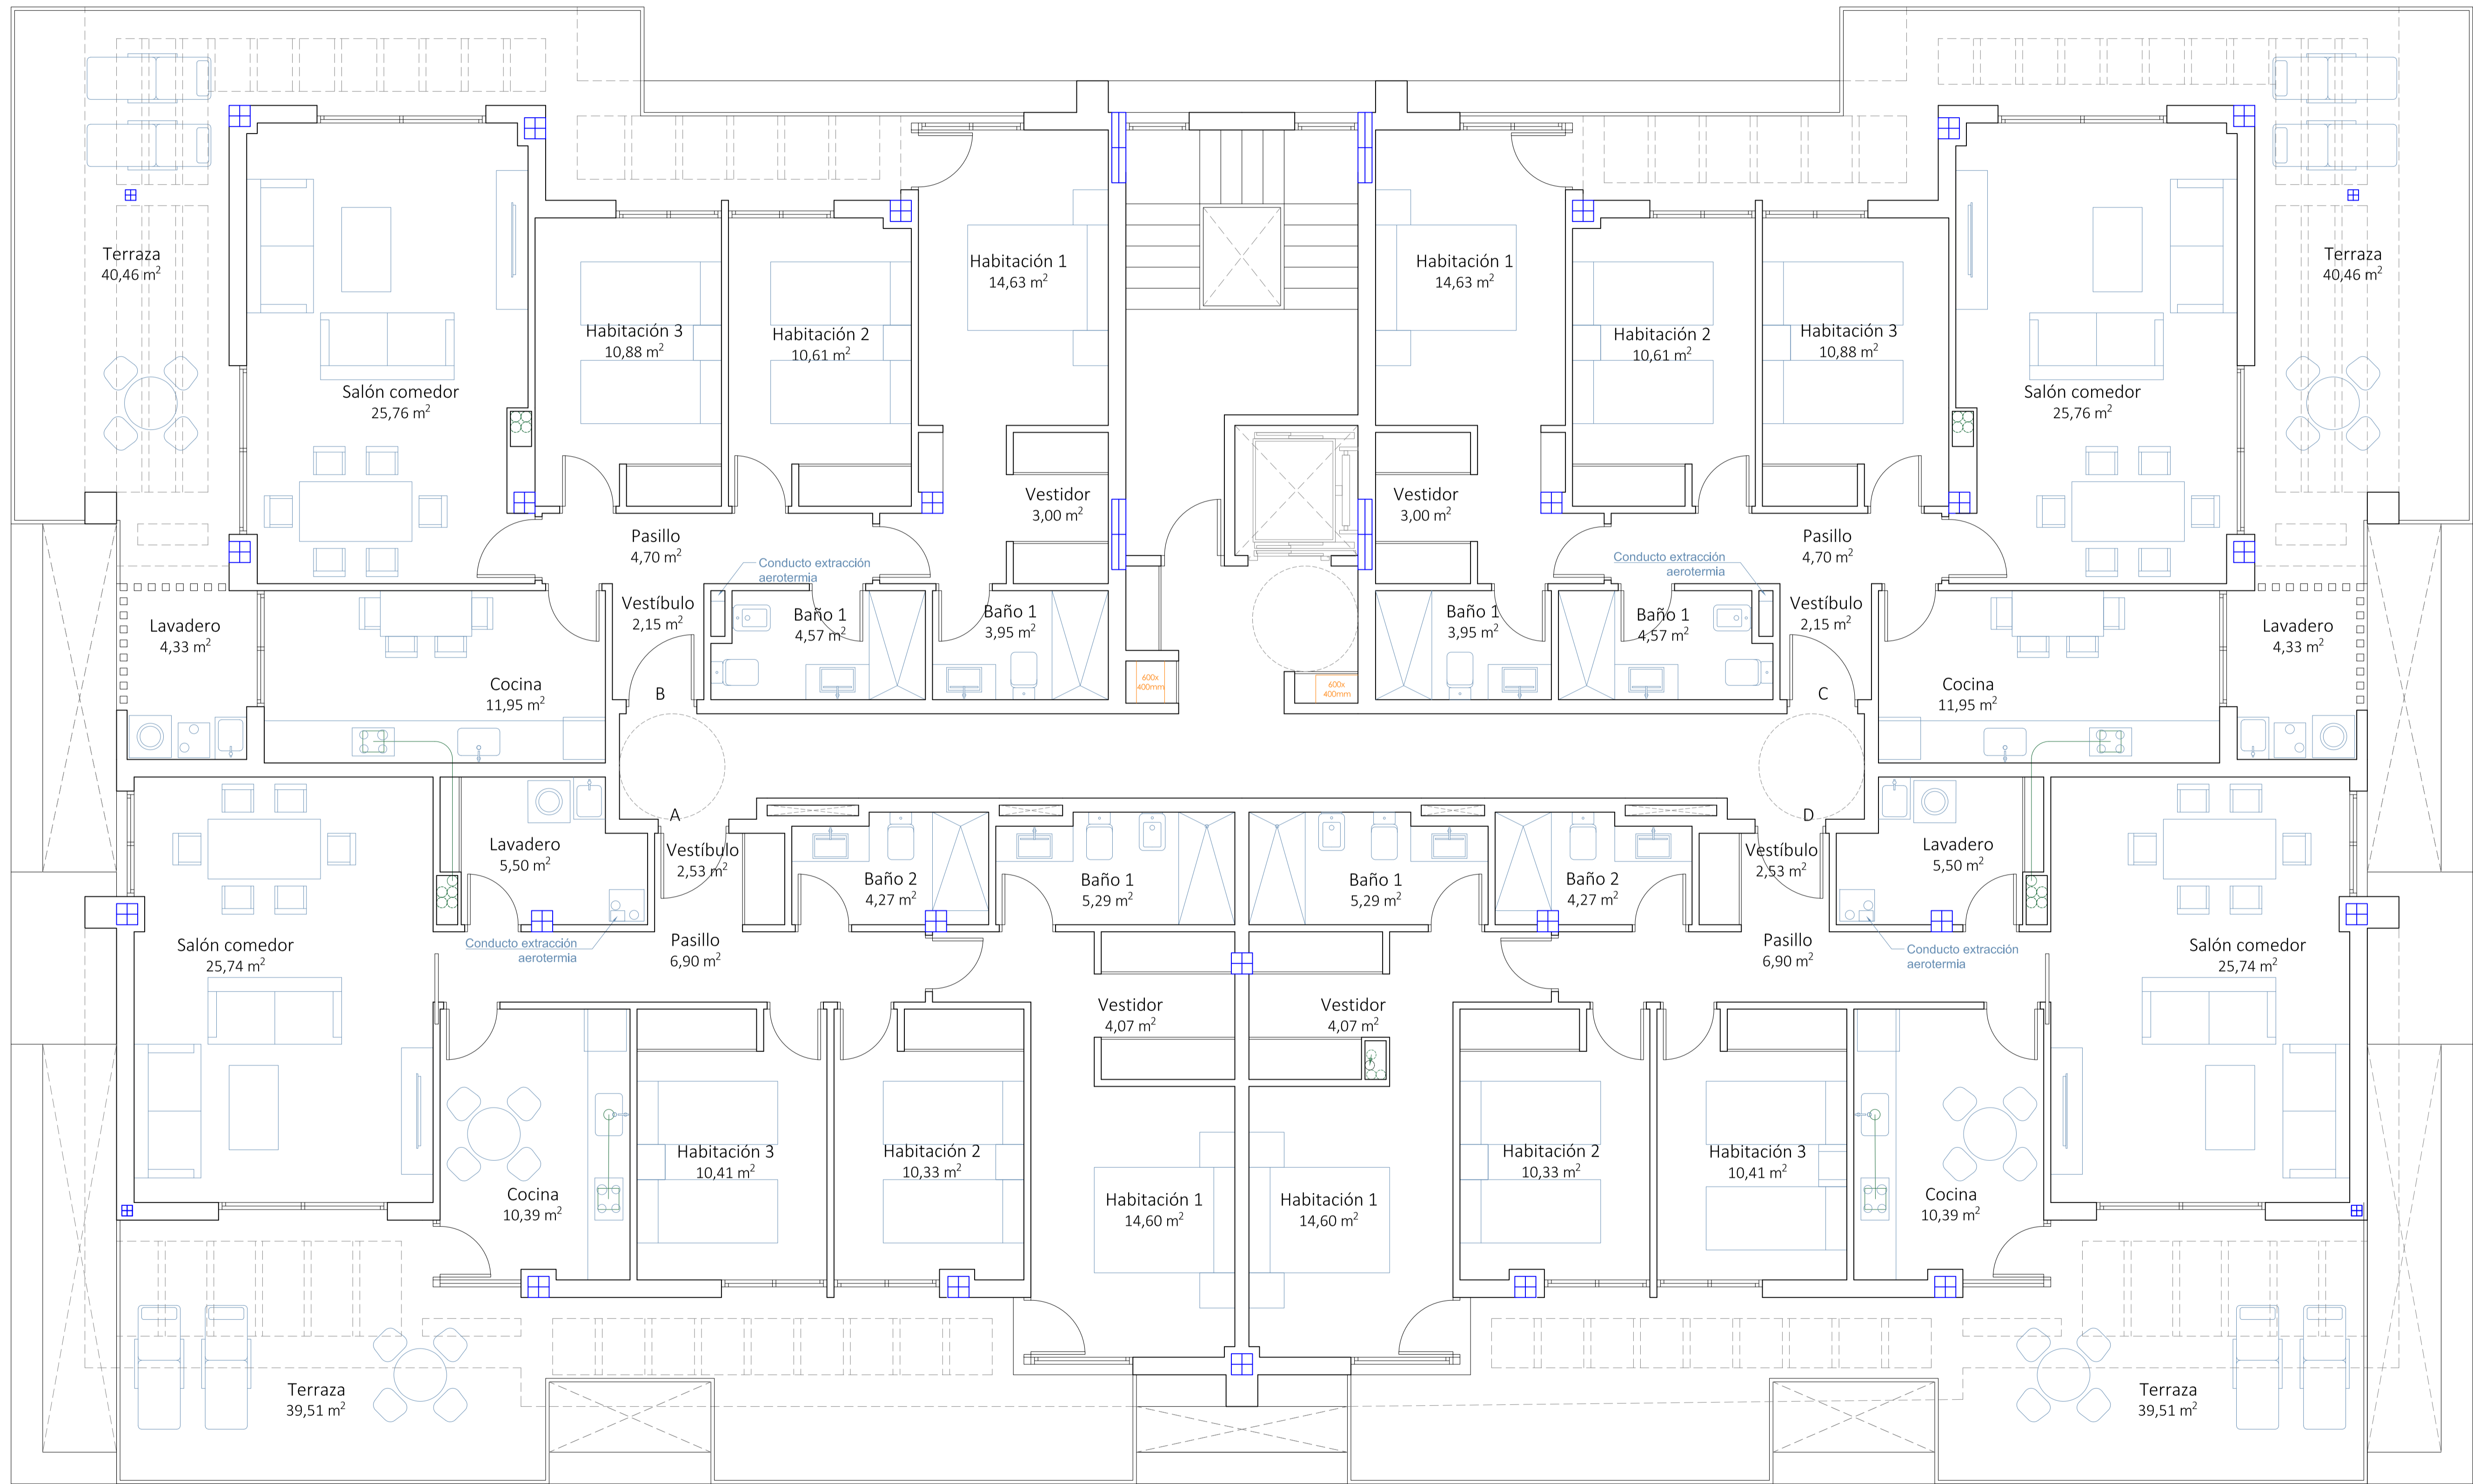 Terraza
40,46 m²
Salón comedor
25,76 m²
Habitación 3
10,88 m²
Habitación 2
10,61 m²
Habitación 1
14,63 m²
Vestidor
3,00 m²
Pasillo
4,70 m²
Conducto extracción
aerotermia
Vestíbulo
2,15 m²
Baño 1
4,57 m²
Baño 1
3,95 m²
Lavadero
4,33 m²
Cocina
11,95 m²
B
600x
400mm
600x
400mm
Habitación 1
14,63 m²
Habitación 2
10,61 m²
Habitación 3
10,88 m²
Salón comedor
25,76 m²
Terraza
40,46 m²
Vestidor
3,00 m²
Pasillo
4,70 m²
Conducto extracción
aerotermia
Baño 1
3,95 m²
Baño 1
4,57 m²
Vestíbulo
2,15 m²
Lavadero
4,33 m²
Cocina
11,95 m²
C
A
Lavadero
5,50 m²
Vestíbulo
2,53 m²
Baño 2
4,27 m²
Baño 1
5,29 m²
Salón comedor
25,74 m²
Conducto extracción
aerotermia
Pasillo
6,90 m²
Vestidor
4,07 m²
Habitación 3
10,41 m²
Habitación 2
10,33 m²
Cocina
10,39 m²
Habitación 1
14,60 m²
Terraza
39,51 m²
D
Baño 1
5,29 m²
Baño 2
4,27 m²
Vestíbulo
2,53 m²
Lavadero
5,50 m²
Pasillo
6,90 m²
Conducto extracción
aerotermia
Salón comedor
25,74 m²
Vestidor
4,07 m²
Habitación 2
10,33 m²
Habitación 3
10,41 m²
Habitación 1
14,60 m²
Cocina
10,39 m²
Terraza
39,51 m²